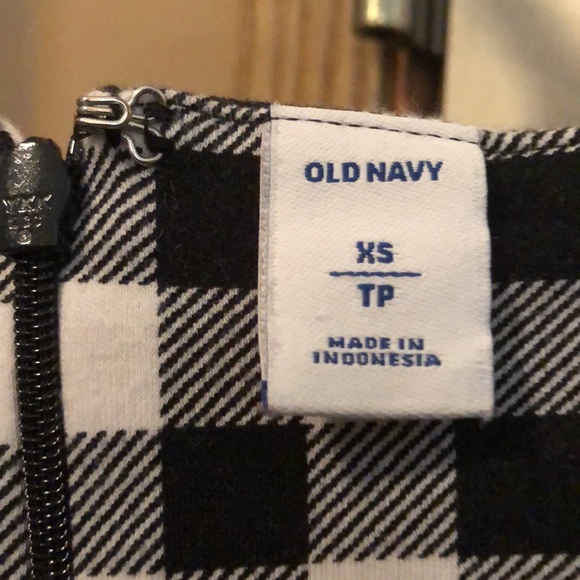 OLD NAVY
XS
TP
MADE IN
INDONESIA